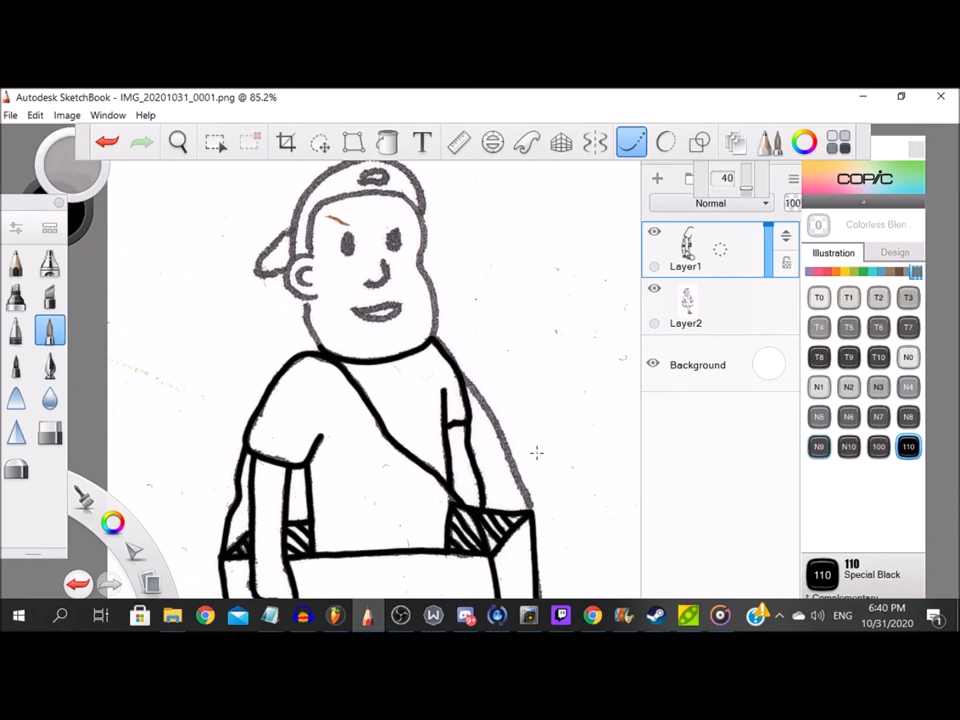 Autodesk SketchBook - IMG_20201031_0001.png @ 85.2%
File Edit Image Window Help
T
40
COPIC
Normal
100
0 Colorless Blen..
Illustration Design
Layer1
T0 T1 T2 T3
Layer2
T4 T5 T6 T7
T8 T9 T10 N0
Background
N1 N2 N3 N4
N5 N6 N7 N8
N9 N10 100 110
110
110 Special Black
Complementary
ENG
6:40 PM
10/31/2020